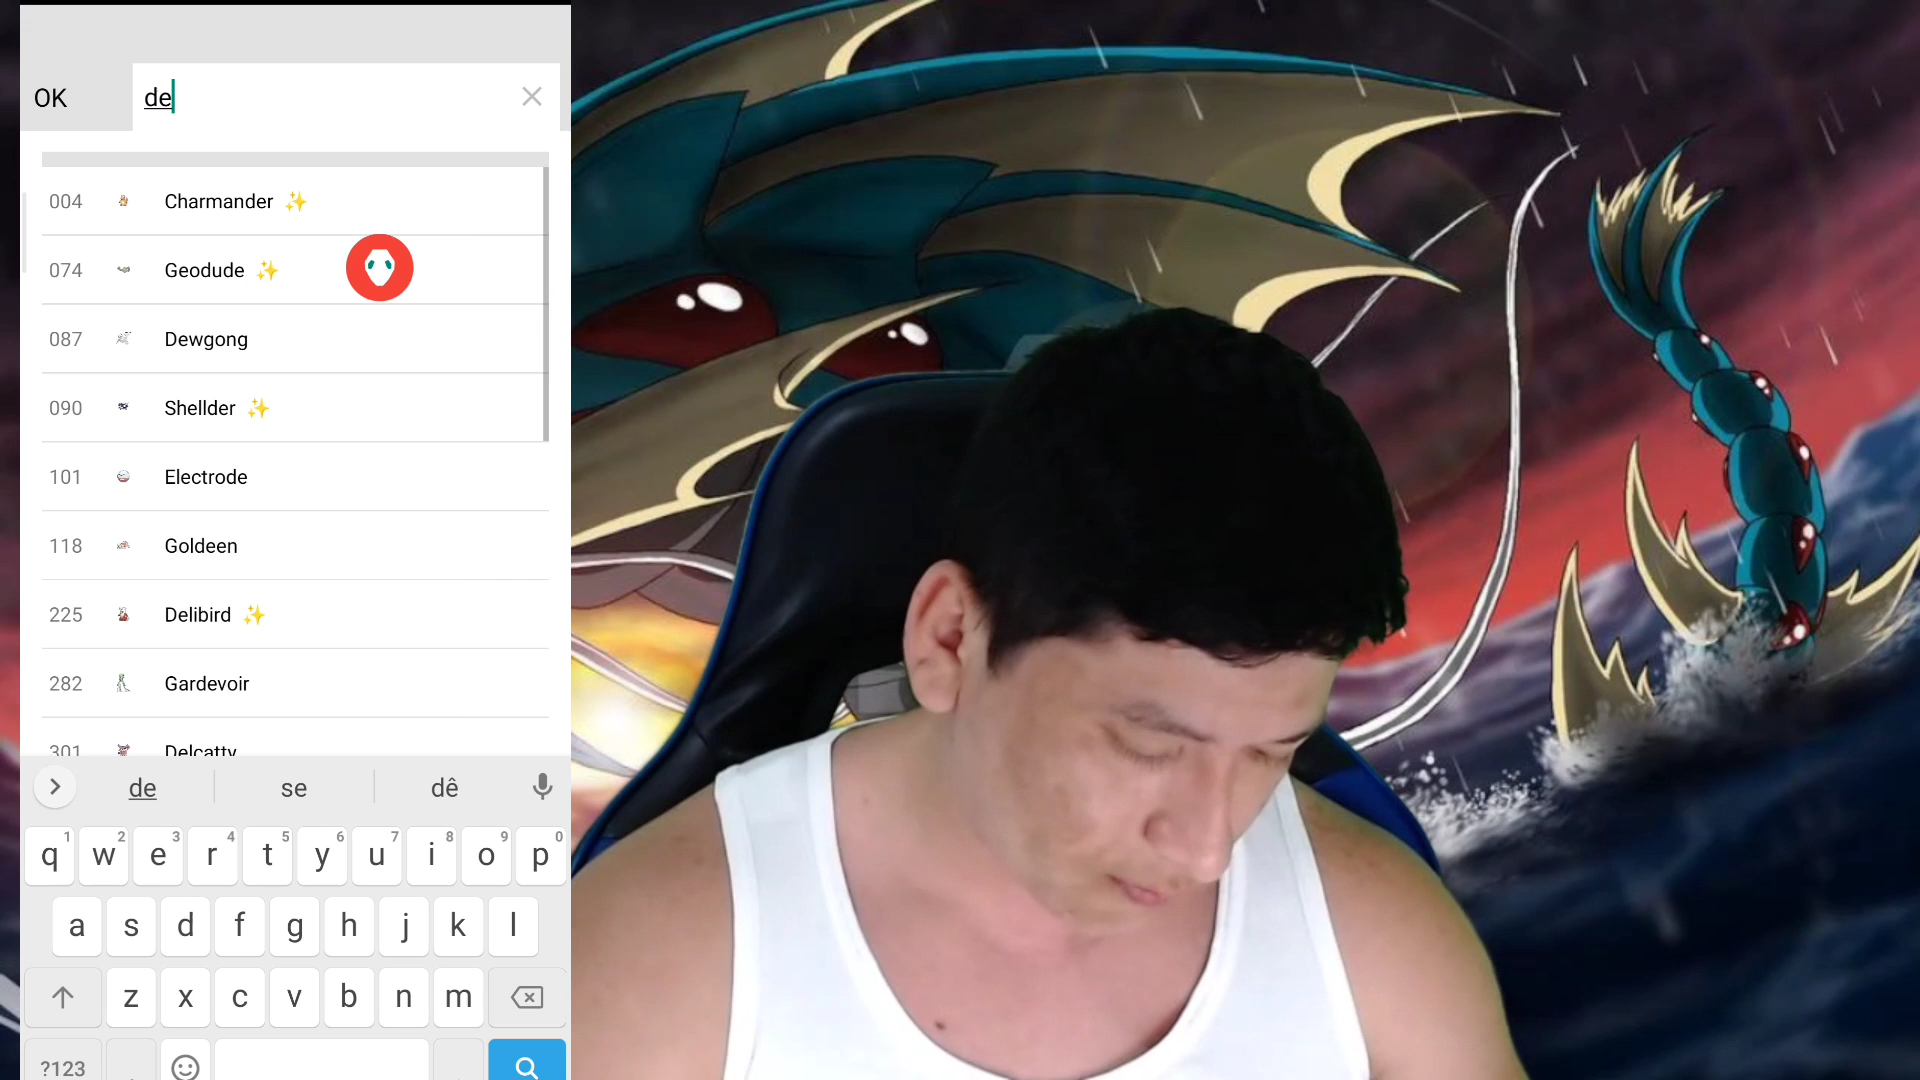 OK de
004 Charmander ✨
074 Geodude ✨
087 Dewgong
090 Shellder ✨
101 Electrode
118 Goldeen
225 Delibird ✨
282 Gardevoir
301 Delcatty
de se dê
1 2 3 4 5 6 7 8 9 0
q w e r t y u i o p
a s d f g h j k l
z x c v b n m
?123